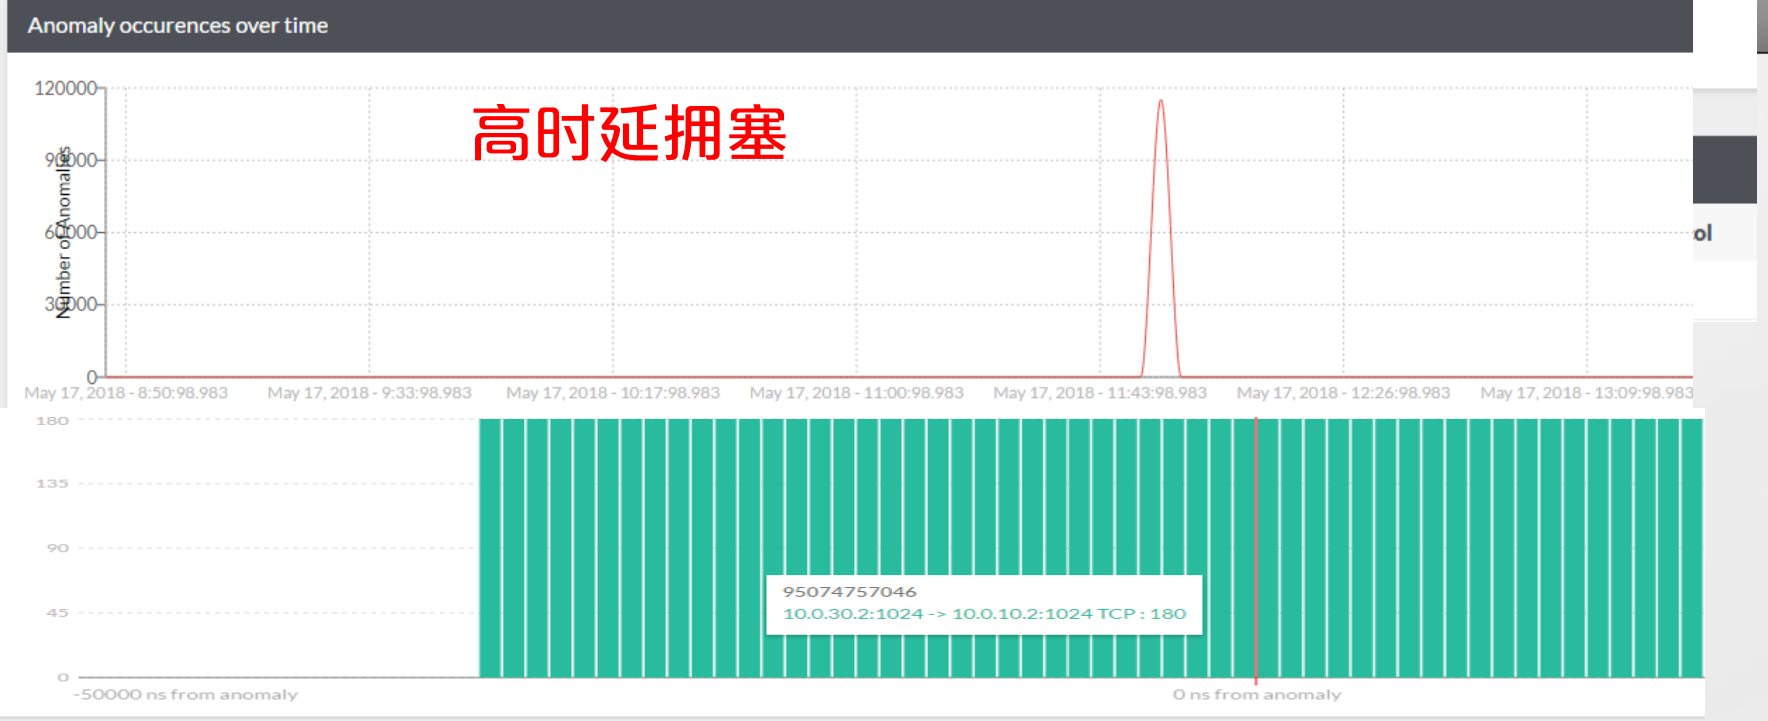 Anomaly occurences over time
高时延拥塞
Number of Anomalies
120000
90000
60000
30000
0
May 17, 2018 - 8:50:98.983
May 17, 2018 - 9:33:98.983
May 17, 2018 - 10:17:98.983
May 17, 2018 - 11:00:98.983
May 17, 2018 - 11:43:98.983
May 17, 2018 - 12:26:98.983
May 17, 2018 - 13:09:98.983
ol
180
135
90
45
0
95074757046
10.0.30.2:1024 -> 10.0.10.2:1024 TCP : 180
-50000 ns from anomaly
0 ns from anomaly